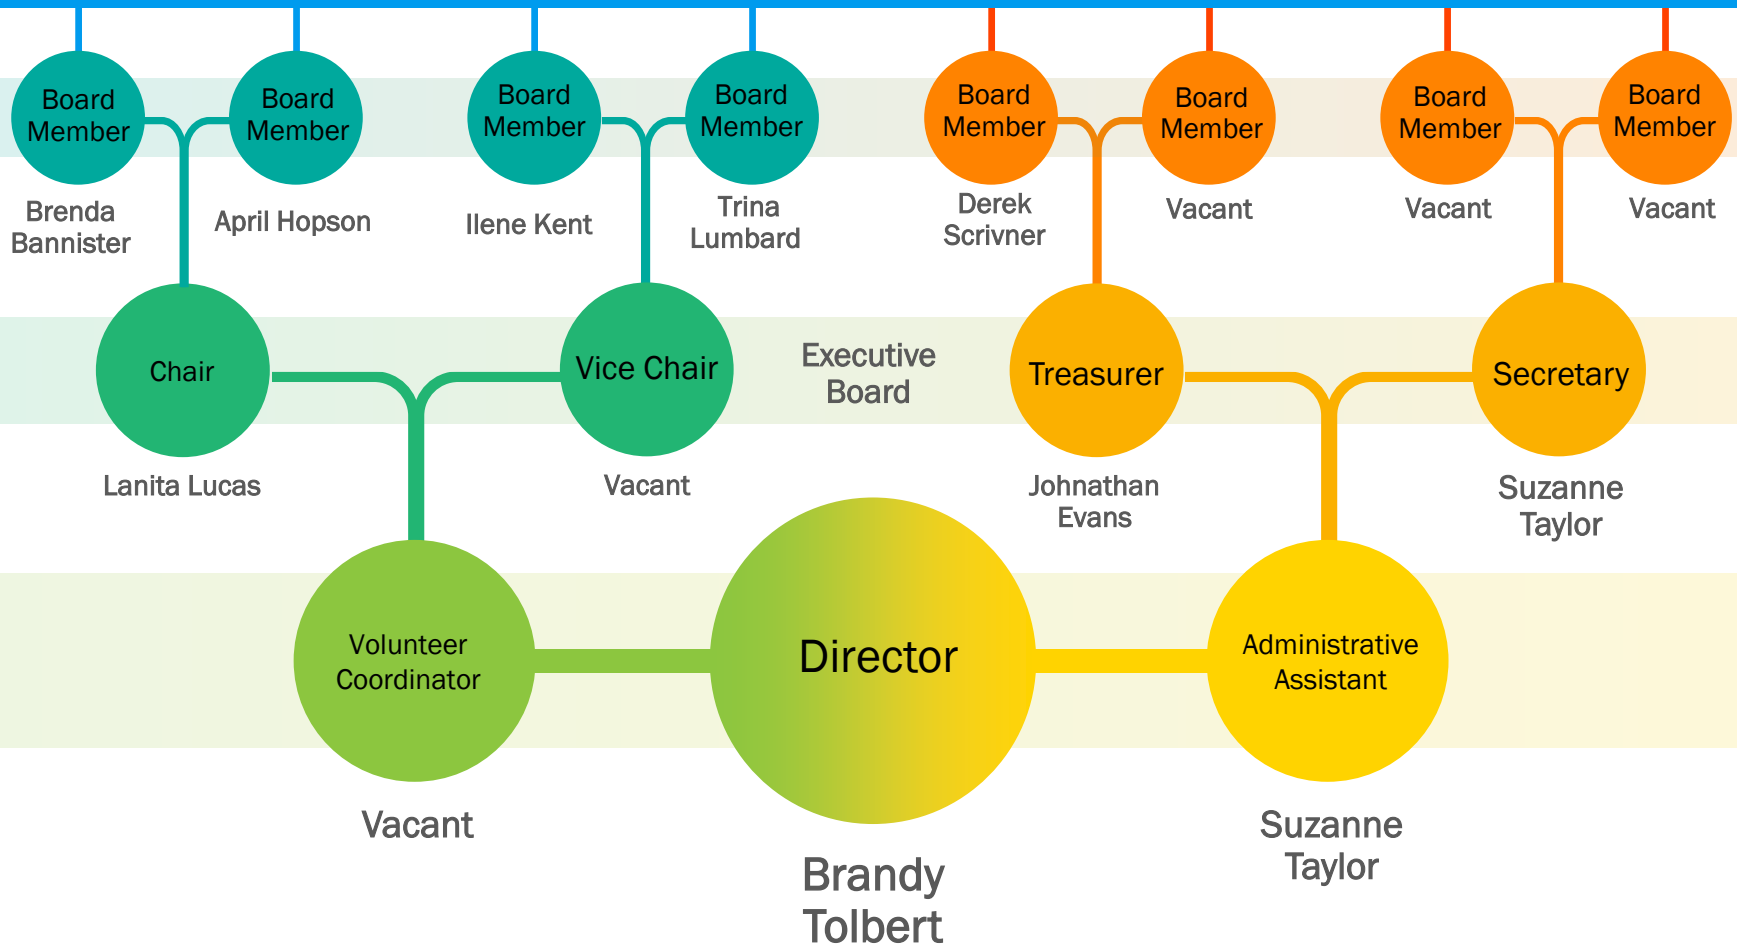 Board
Member
Board
Member
Board
Member
Board
Member
Board
Member
Board
Member
Board
Member
Board
Member
Brenda
Bannister
April Hopson
Ilene Kent
Trina
Lumbard
Derek
Scrivner
Vacant
Vacant
Vacant
Chair
Vice Chair
Executive
Board
Treasurer
Secretary
Lanita Lucas
Vacant
Johnathan
Evans
Suzanne
Taylor
Volunteer
Coordinator
Director
Administrative
Assistant
Vacant
Brandy
Tolbert
Suzanne
Taylor